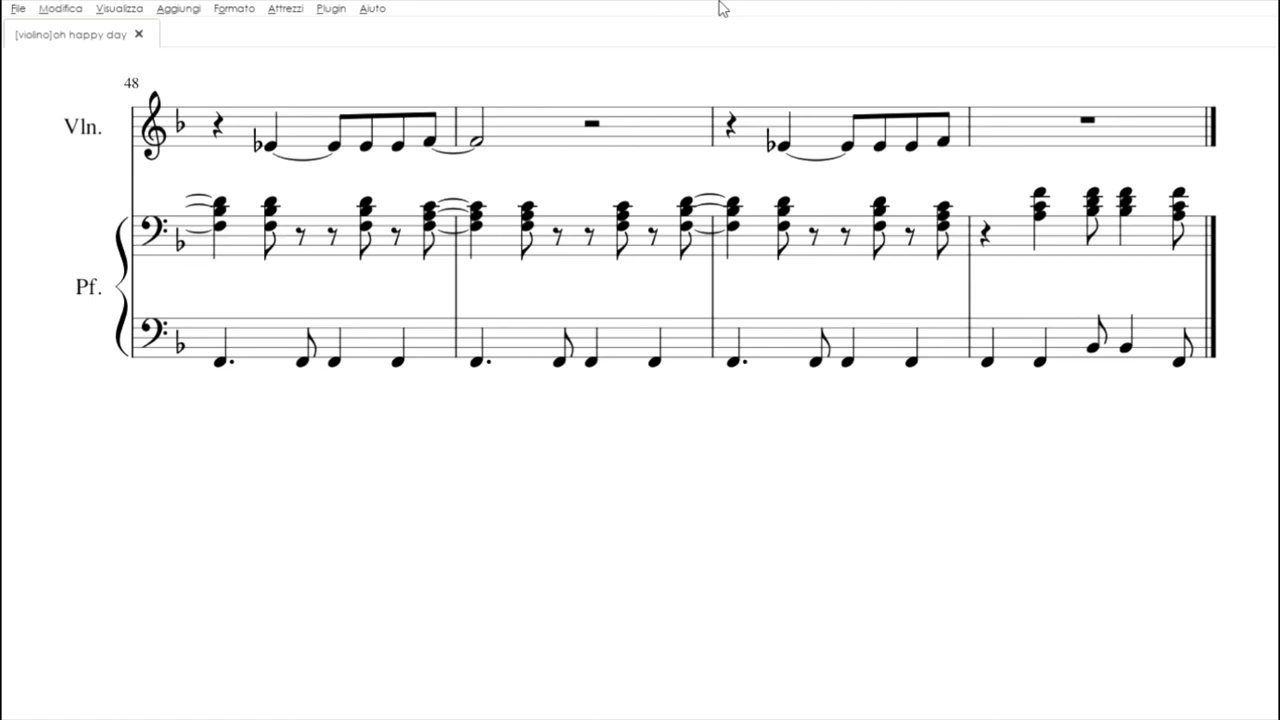 File Modifica Visualizza Aggiungi Formato Attrezzi Plugin Aiuto
[violino]oh happy day ✕
48
Vln.
Pf.